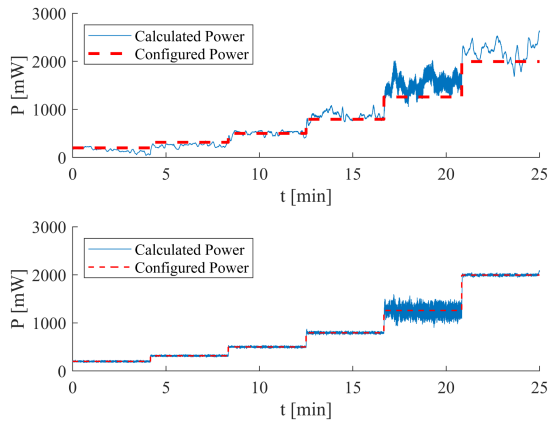 3000
2000
1000
0
P [mW]
Calculated Power
Configured Power
0 5 10 15 20 25
t [min]
3000
2000
1000
0
P [mW]
Calculated Power
Configured Power
0 5 10 15 20 25
t [min]